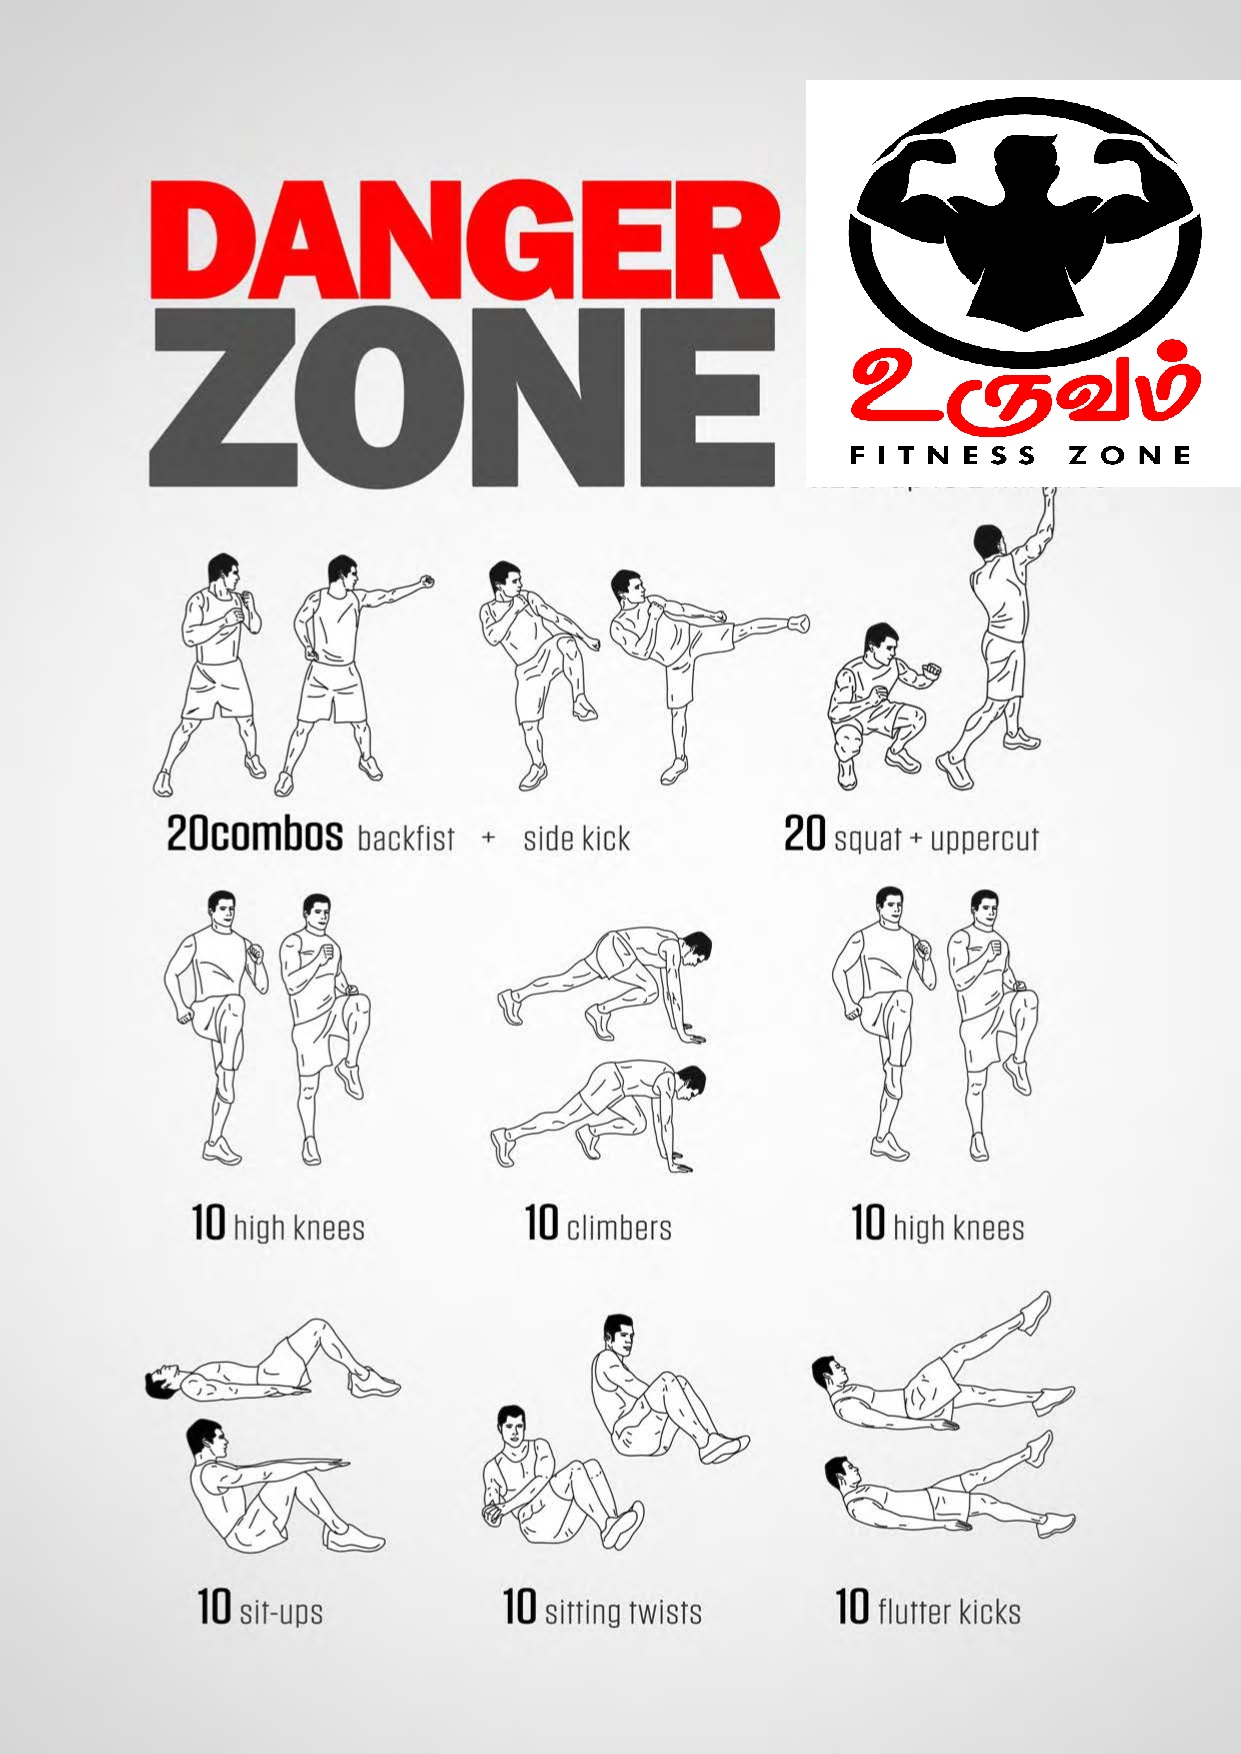 DANGER
ZONE
உருவம்
FITNESS ZONE
20combos backfist + side kick
20 squat + uppercut
10 high knees
10 climbers
10 high knees
10 sit-ups
10 sitting twists
10 flutter kicks